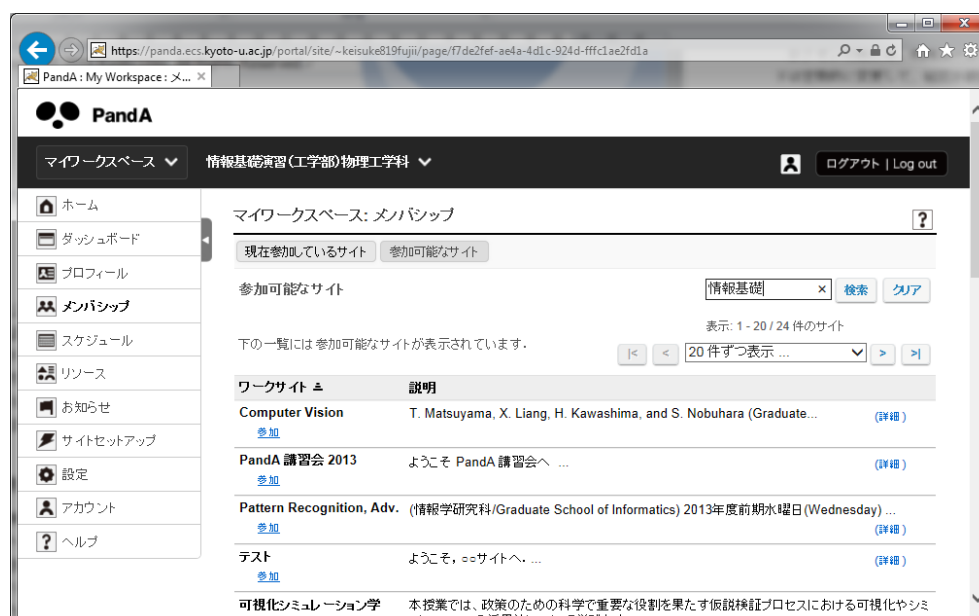 https://panda.ecs.kyoto-u.ac.jp/portal/site/~keisuke819fujii/page/f7de2fef-ae4a-4d1c-924d-fffc1ae2fd1a
PandA : My Workspace : メ...
PandA
マイワークスペース
情報基礎演習(工学部)物理工学科
ログアウト | Log out
ホーム
ダッシュボード
プロフィール
メンバシップ
スケジュール
リソース
お知らせ
サイトセットアップ
設定
アカウント
ヘルプ
マイワークスペース: メンバシップ
?
現在参加しているサイト 参加可能なサイト
参加可能なサイト
情報基礎 × 検索 クリア
表示: 1 - 20 / 24 件のサイト
下の一覧には参加可能なサイトが表示されています.
|< < 20 件ずつ表示 ... > >|
ワークサイト 説明
Computer Vision T. Matsuyama, X. Liang, H. Kawashima, and S. Nobuhara (Graduate... (詳細)
参加
PandA 講習会 2013 ようこそ PandA 講習会へ ... (詳細)
参加
Pattern Recognition, Adv. (情報学研究科/Graduate School of Informatics) 2013年度前期水曜日(Wednesday) ...
参加 (詳細)
テスト ようこそ, ○○サイトへ. ... (詳細)
参加
可視化シミュレーション学 本授業では、政策のための科学で重要な役割を果たす仮説検証プロセスにおける可視化やシミ